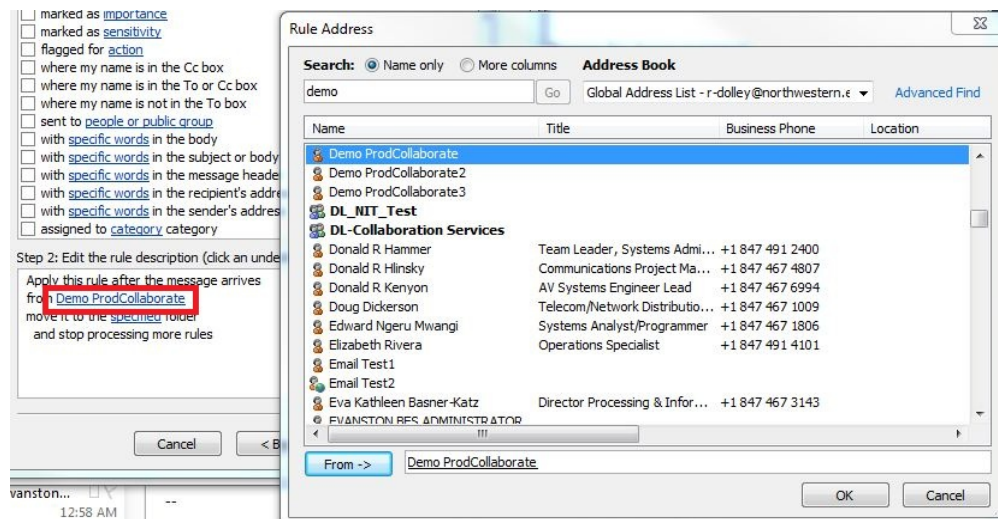 marked as importance
marked as sensitivity
flagged for action
where my name is in the Cc box
where my name is in the To or Cc box
where my name is not in the To box
sent to people or public group
with specific words in the body
with specific words in the subject or body
with specific words in the message heade
with specific words in the recipient's addre
with specific words in the sender's addres
assigned to category category
Step 2: Edit the rule description (click an unde
Apply this rule after the message arrives
from Demo ProdCollaborate
move it to the specified folder
and stop processing more rules
Cancel
< B
vanston...
12:58 AM
--
Rule Address
Search: Name only More columns Address Book
demo Go Global Address List - r-dolley@northwestern.e Advanced Find
Name Title Business Phone Location
Demo ProdCollaborate
Demo ProdCollaborate2
Demo ProdCollaborate3
DL_NIT_Test
DL-Collaboration Services
Donald R Hammer Team Leader, Systems Admi... +1 847 491 2400
Donald R Hlinsky Communications Project Ma... +1 847 467 4807
Donald R Kenyon AV Systems Engineer Lead +1 847 467 6994
Doug Dickerson Telecom/Network Distributio... +1 847 467 1009
Edward Ngeru Mwangi Systems Analyst/Programmer +1 847 467 1806
Elizabeth Rivera Operations Specialist +1 847 491 4101
Email Test1
Email Test2
Eva Kathleen Basner-Katz Director Processing & Infor... +1 847 467 3143
EVANSTON BES ADMINISTRATOR
From -> Demo ProdCollaborate
OK Cancel